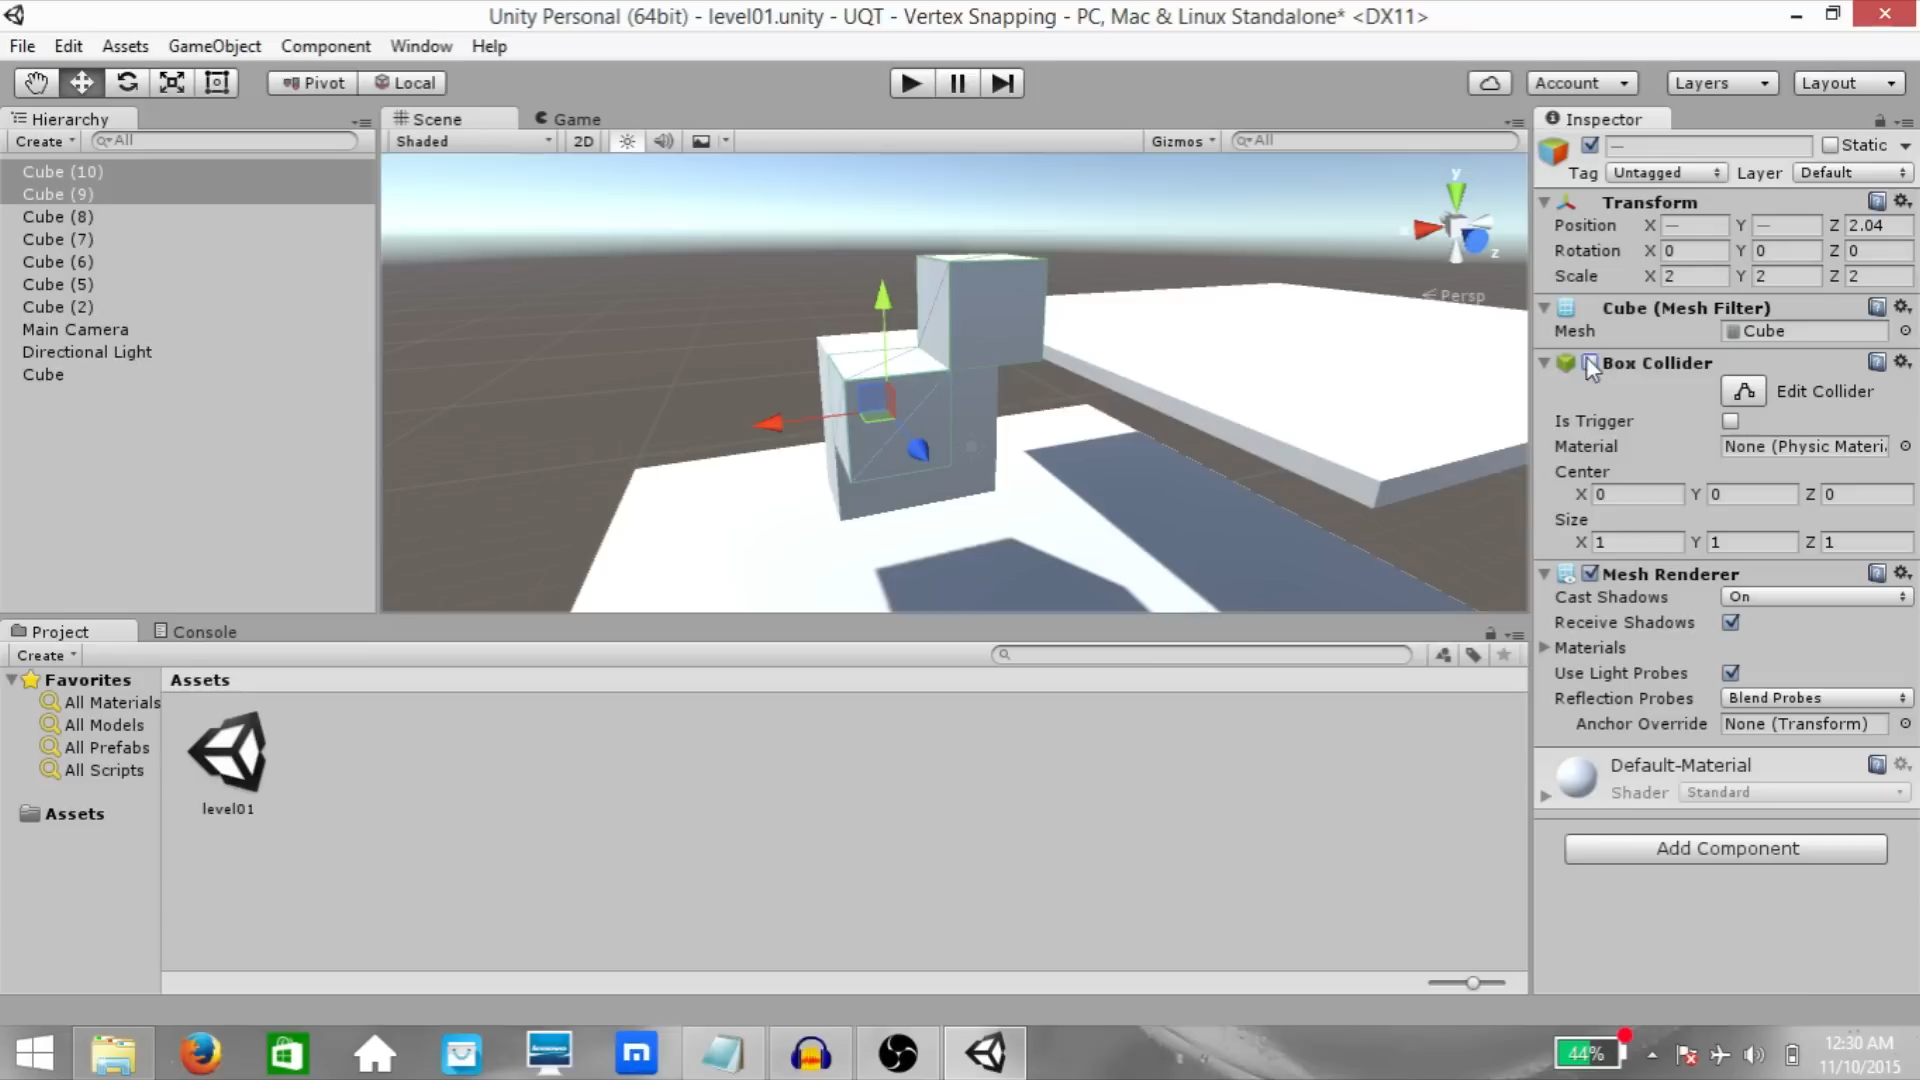 Unity Personal (64bit) - level01.unity - UQT - Vertex Snapping - PC, Mac & Linux Standalone* <DX11>
File Edit Assets GameObject Component Window Help
Pivot Local Account Layers Layout
Hierarchy
Create All
Cube (10)
Cube (9)
Cube (8)
Cube (7)
Cube (6)
Cube (5)
Cube (2)
Main Camera
Directional Light
Cube
Scene Game
Shaded 2D Gizmos All
y
z
Persp
Inspector
— Static
Tag Untagged Layer Default
Transform
Position X — Y — Z 2.04
Rotation X 0 Y 0 Z 0
Scale X 2 Y 2 Z 2
Cube (Mesh Filter)
Mesh Cube
Box Collider
Edit Collider
Is Trigger
Material None (Physic Materi
Center
X 0 Y 0 Z 0
Size
X 1 Y 1 Z 1
Mesh Renderer
Cast Shadows On
Receive Shadows
Materials
Use Light Probes
Reflection Probes Blend Probes
Anchor Override None (Transform)
Default-Material
Shader Standard
Add Component
Project Console
Create
Favorites
All Materials
All Models
All Prefabs
All Scripts
Assets
Assets
level01
44%
12:30 AM
11/10/2015